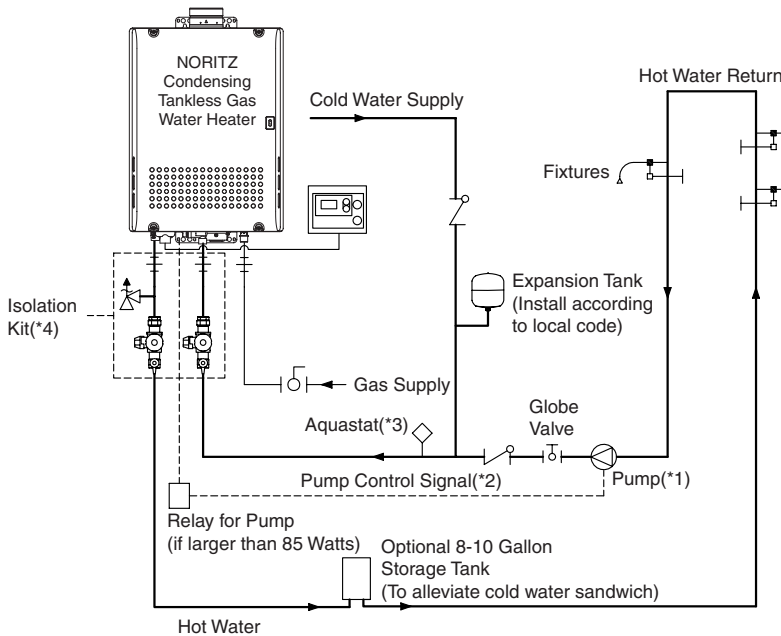 NORITZ
Condensing
Tankless Gas
Water Heater
Cold Water Supply
Hot Water Return
Fixtures
Expansion Tank
(Install according
to local code)
Isolation
Kit(*4)
Gas Supply
Globe
Valve
Aquastat(*3)
Pump Control Signal(*2)
Pump(*1)
Relay for Pump
(if larger than 85 Watts)
Optional 8-10 Gallon
Storage Tank
(To alleviate cold water sandwich)
Hot Water